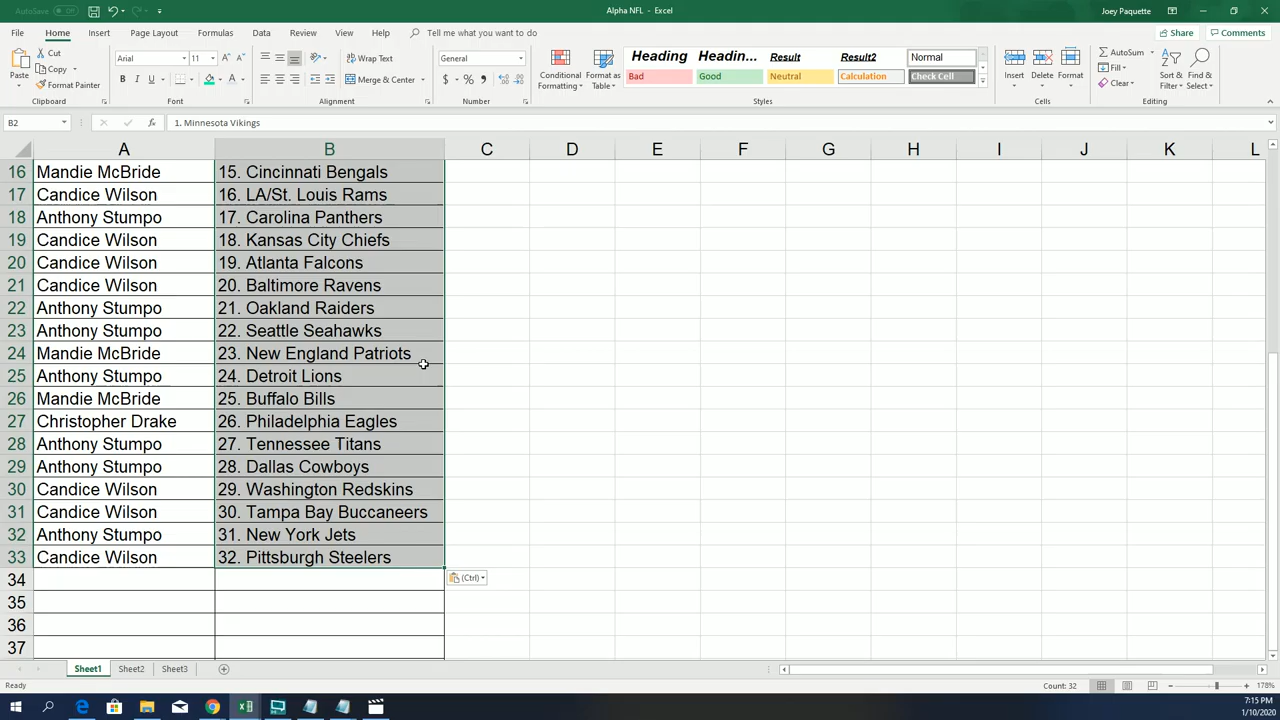 AutoSave Off
Alpha NFL - Excel
Joey Paquette
File Home Insert Page Layout Formulas Data Review View Help Tell me what you want to do Share Comments
Paste Cut Copy Format Painter
Clipboard
Arial 11
B I U
Font
Wrap Text
Merge & Center
Alignment
General
$ % ,
Number
Conditional Formatting
Format as Table
Heading Headin... Result Result2 Normal
Bad Good Neutral Calculation Check Cell
Styles
Insert Delete Format
Cells
AutoSum
Fill
Clear
Sort & Filter
Find & Select
Editing
B2 fx 1. Minnesota Vikings
A B C D E F G H I J K L
16 Mandie McBride 15. Cincinnati Bengals
17 Candice Wilson 16. LA/St. Louis Rams
18 Anthony Stumpo 17. Carolina Panthers
19 Candice Wilson 18. Kansas City Chiefs
20 Candice Wilson 19. Atlanta Falcons
21 Candice Wilson 20. Baltimore Ravens
22 Anthony Stumpo 21. Oakland Raiders
23 Anthony Stumpo 22. Seattle Seahawks
24 Mandie McBride 23. New England Patriots
25 Anthony Stumpo 24. Detroit Lions
26 Mandie McBride 25. Buffalo Bills
27 Christopher Drake 26. Philadelphia Eagles
28 Anthony Stumpo 27. Tennessee Titans
29 Anthony Stumpo 28. Dallas Cowboys
30 Candice Wilson 29. Washington Redskins
31 Candice Wilson 30. Tampa Bay Buccaneers
32 Anthony Stumpo 31. New York Jets
33 Candice Wilson 32. Pittsburgh Steelers
34 (Ctrl)
35
36
37
Sheet1 Sheet2 Sheet3
Ready Count: 32 178%
7:15 PM
1/10/2020